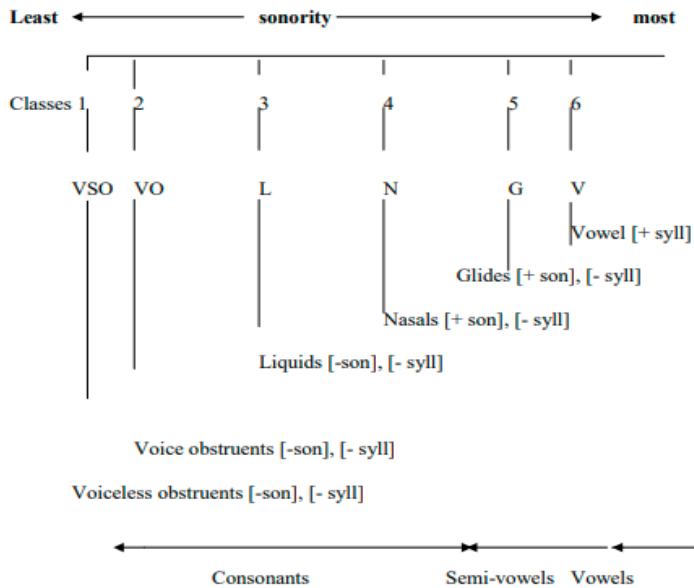 Least sonority most
Classes 1 2 3 4 5 6
VSO VO L N G V
Vowel [+ syll]
Glides [+ son], [- syll]
Nasals [+ son], [- syll]
Liquids [-son], [- syll]
Voice obstruents [-son], [- syll]
Voiceless obstruents [-son], [- syll]
Consonants Semi-vowels Vowels